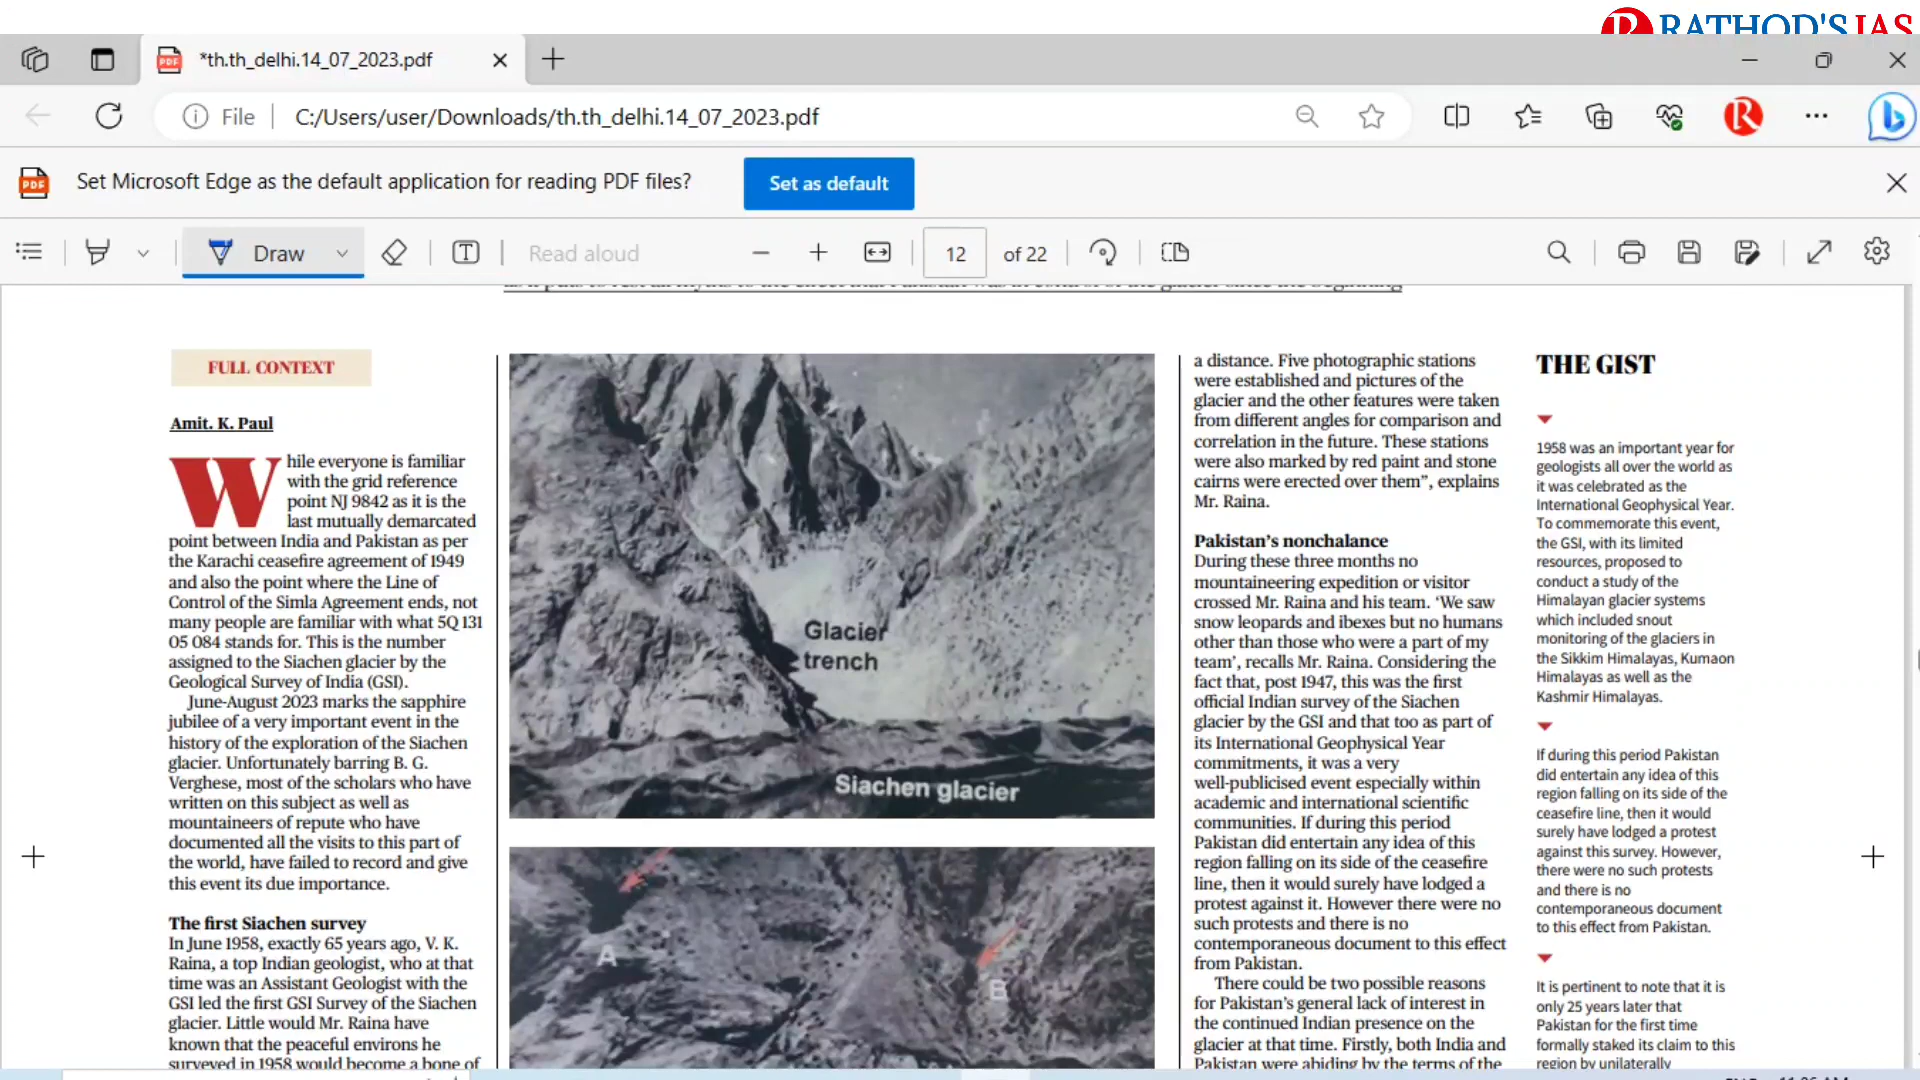 RATHOD'S IAS
*th.th_delhi.14_07_2023.pdf
File
C:/Users/user/Downloads/th.th_delhi.14_07_2023.pdf
Set Microsoft Edge as the default application for reading PDF files?
Set as default
Draw
Read aloud
12
of 22
FULL CONTEXT
Amit. K. Paul
While everyone is familiar
with the grid reference
point NJ 9842 as it is the
last mutually demarcated
point between India and Pakistan as per
the Karachi ceasefire agreement of 1949
and also the point where the Line of
Control of the Simla Agreement ends, not
many people are familiar with what 5Q 131
05 084 stands for. This is the number
assigned to the Siachen glacier by the
Geological Survey of India (GSI).
June-August 2023 marks the sapphire
jubilee of a very important event in the
history of the exploration of the Siachen
glacier. Unfortunately barring B. G.
Verghese, most of the scholars who have
written on this subject as well as
mountaineers of repute who have
documented all the visits to this part of
the world, have failed to record and give
this event its due importance.
The first Siachen survey
In June 1958, exactly 65 years ago, V. K.
Raina, a top Indian geologist, who at that
time was an Assistant Geologist with the
GSI led the first GSI Survey of the Siachen
glacier. Little would Mr. Raina have
known that the peaceful environs he
surveyed in 1958 would become a bone of
Glacier
trench
Siachen glacier
A
B
a distance. Five photographic stations
were established and pictures of the
glacier and the other features were taken
from different angles for comparison and
correlation in the future. These stations
were also marked by red paint and stone
cairns were erected over them”, explains
Mr. Raina.
Pakistan’s nonchalance
During these three months no
mountaineering expedition or visitor
crossed Mr. Raina and his team. ‘We saw
snow leopards and ibexes but no humans
other than those who were a part of my
team’, recalls Mr. Raina. Considering the
fact that, post 1947, this was the first
official Indian survey of the Siachen
glacier by the GSI and that too as part of
its International Geophysical Year
commitments, it was a very
well-publicised event especially within
academic and international scientific
communities. If during this period
Pakistan did entertain any idea of this
region falling on its side of the ceasefire
line, then it would surely have lodged a
protest against it. However there were no
such protests and there is no
contemporaneous document to this effect
from Pakistan.
There could be two possible reasons
for Pakistan’s general lack of interest in
the continued Indian presence on the
glacier at that time. Firstly, both India and
Pakistan were abiding by the terms of the
THE GIST
1958 was an important year for
geologists all over the world as
it was celebrated as the
International Geophysical Year.
To commemorate this event,
the GSI, with its limited
resources, proposed to
conduct a study of the
Himalayan glacier systems
which included snout
monitoring of the glaciers in
the Sikkim Himalayas, Kumaon
Himalayas as well as the
Kashmir Himalayas.
If during this period Pakistan
did entertain any idea of this
region falling on its side of the
ceasefire line, then it would
surely have lodged a protest
against this survey. However,
there were no such protests
and there is no
contemporaneous document
to this effect from Pakistan.
It is pertinent to note that it is
only 25 years later that
Pakistan for the first time
formally staked its claim to this
region by unilaterally